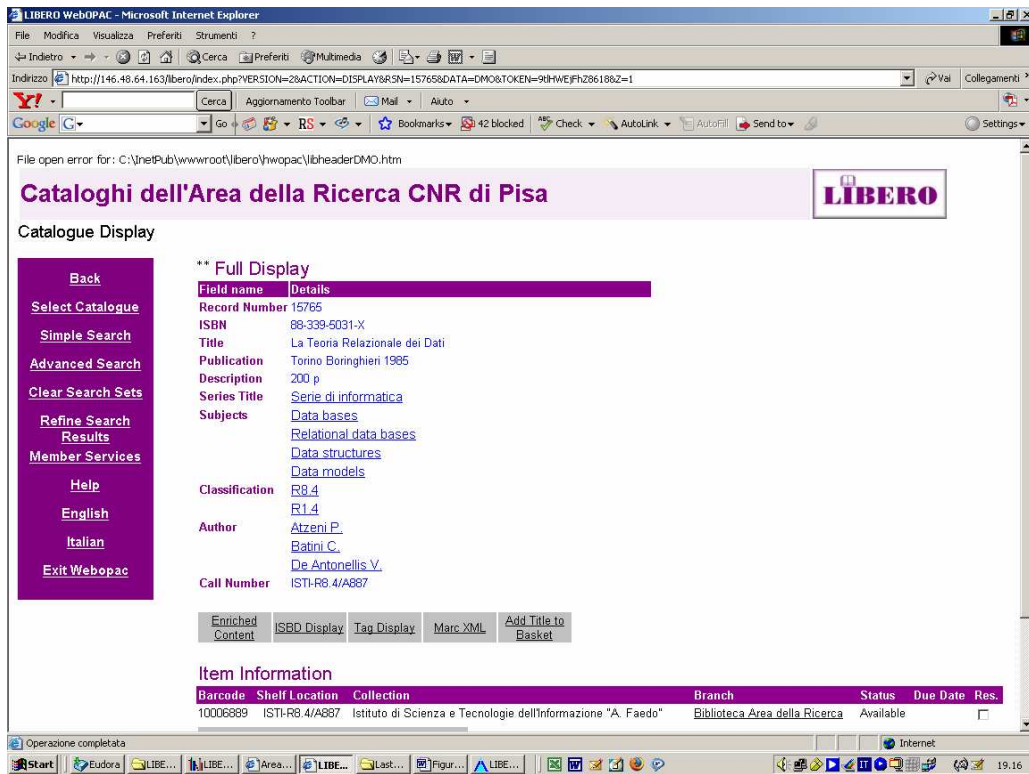 LIBERO WebOPAC - Microsoft Internet Explorer
File Modifica Visualizza Preferiti Strumenti ?
Indietro Cerca Preferiti Multimedia
Indirizzo http://146.48.64.163/libero/index.php?VERSION=2&ACTION=DISPLAY&RSN=15765&DATA=DMO&TOKEN=9tlHWEjFhZ8618&Z=1 Vai Collegamenti »
Y! Cerca Aggiornamento Toolbar Mail Aiuto
Google G Go RS Bookmarks 42 blocked ABC Check AutoLink AutoFill Send to Settings
File open error for: C:\InetPub\wwwroot\libero\hwopac\libheaderDMO.htm
Cataloghi dell'Area della Ricerca CNR di Pisa LIBERO
Catalogue Display
Back
Select Catalogue
Simple Search
Advanced Search
Clear Search Sets
Refine Search
Results
Member Services
Help
English
Italian
Exit Webopac
** Full Display
Field name Details
Record Number 15765
ISBN 88-339-5031-X
Title La Teoria Relazionale dei Dati
Publication Torino Boringhieri 1985
Description 200 p
Series Title Serie di informatica
Subjects Data bases
Relational data bases
Data structures
Data models
Classification R8.4
R1.4
Author Atzeni P.
Batini C.
De Antonellis V.
Call Number ISTI-R8.4/A887
Enriched Content ISBD Display Tag Display Marc XML Add Title to Basket
Item Information
Barcode Shelf Location Collection Branch Status Due Date Res.
10006889 ISTI-R8.4/A887 Istituto di Scienza e Tecnologie dell'Informazione "A. Faedo" Biblioteca Area della Ricerca Available
Operazione completata Internet
Start Eudora LIBE... LIBE... Area... LIBE... Last... Figur... LIBE... 19.16